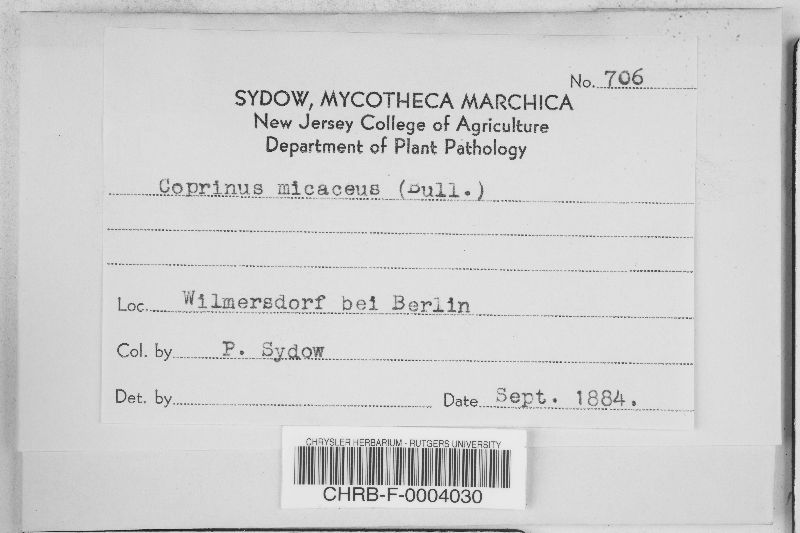 No. 706
SYDOW, MYCOTHECA MARCHICA
New Jersey College of Agriculture
Department of Plant Pathology
Coprinus micaceus (Bull.)
Loc. Wilmersdorf bei Berlin
Col. by P. Sydow
Det. by
Date Sept. 1884.
CHRYSLER HERBARIUM - RUTGERS UNIVERSITY
CHRB-F-0004030